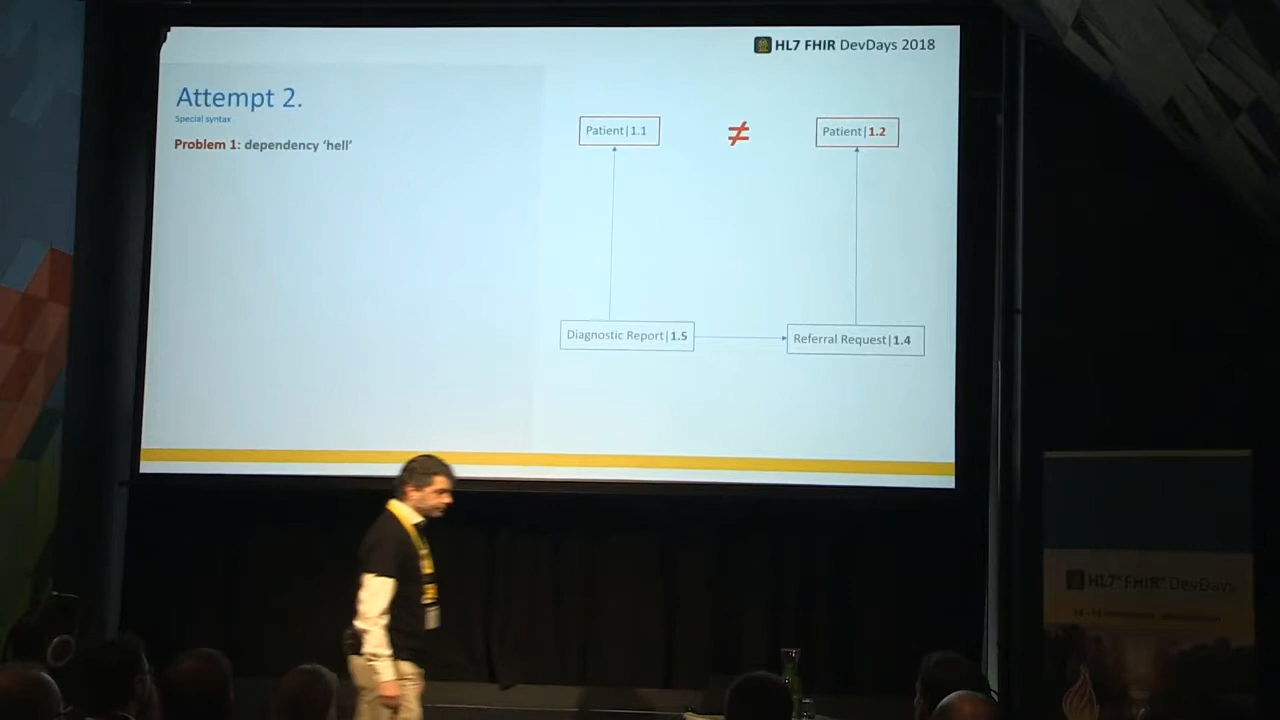 HL7 FHIR DevDays 2018
Attempt 2.
Special syntax
Problem 1: dependency ‘hell’
Patient|1.1
≠
Patient|1.2
Diagnostic Report|1.5
Referral Request|1.4
HL7® FHIR® DevDays